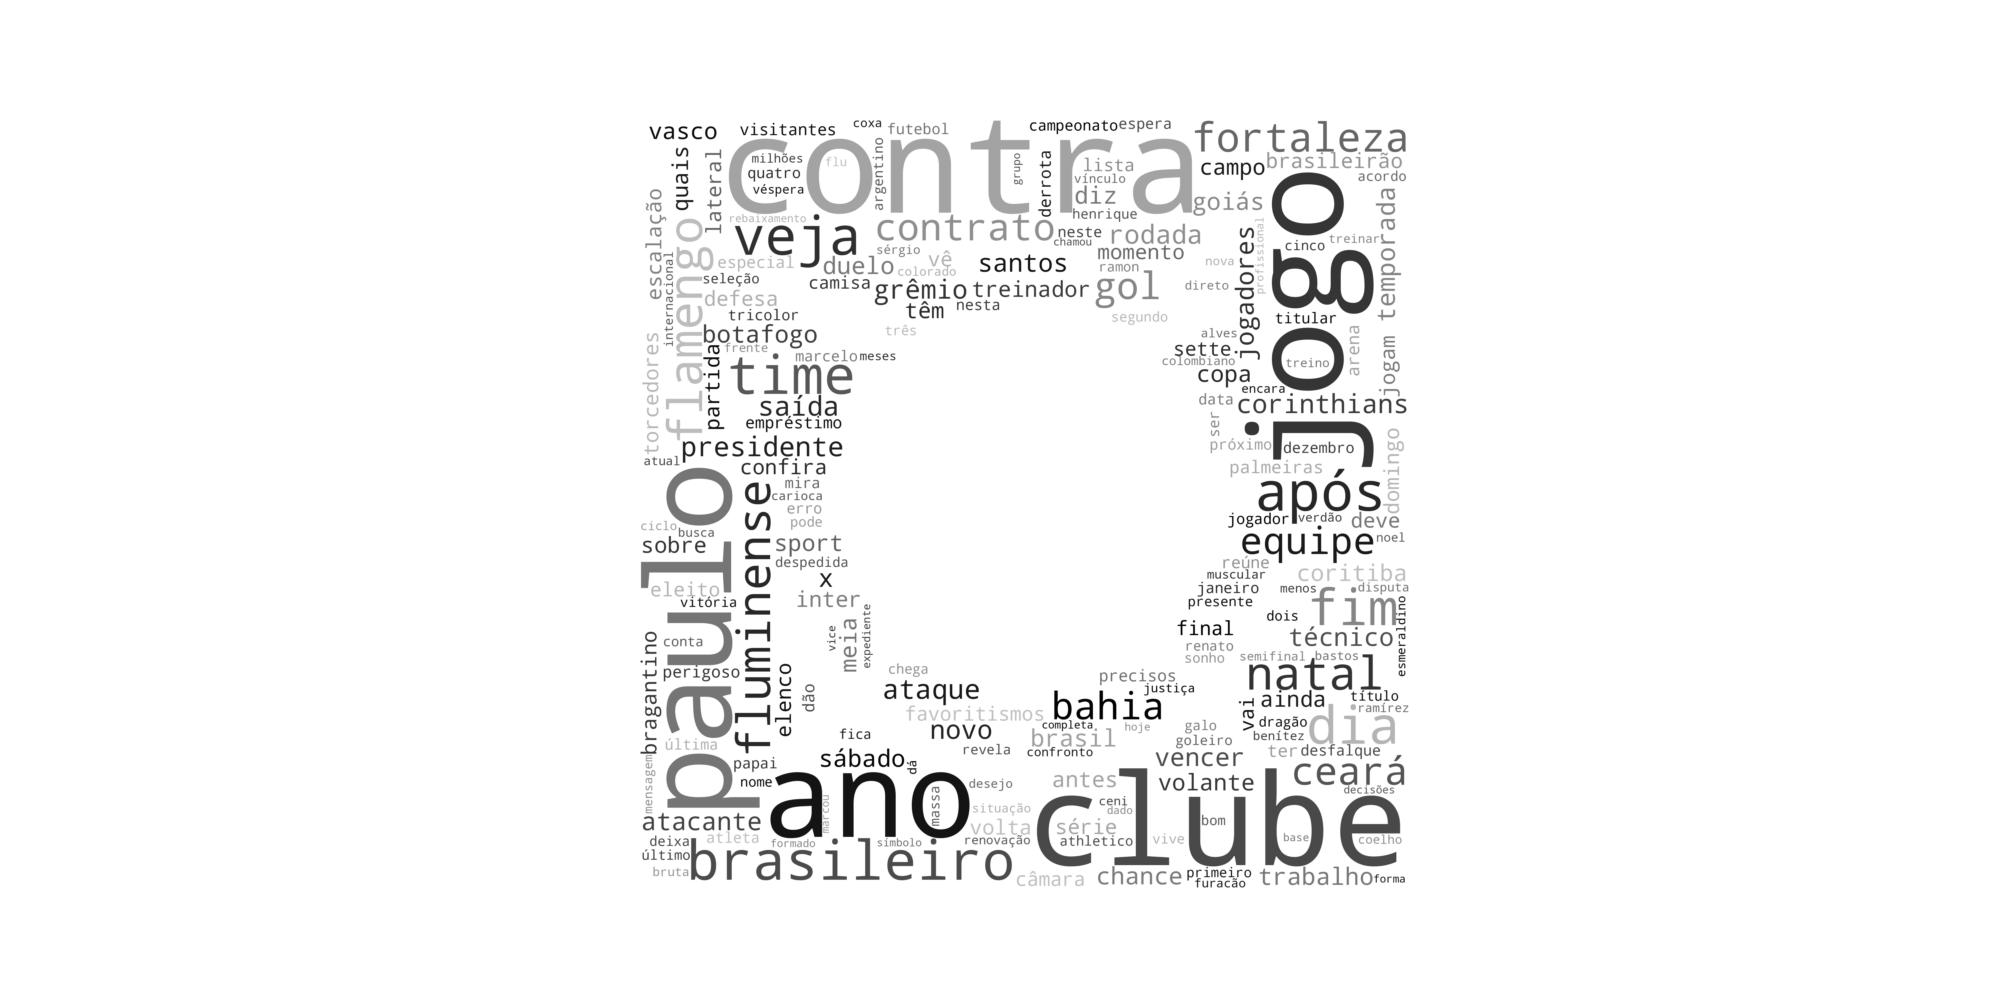 vasco
visitantes
coxa
futebol
campeonato
espera
fortaleza
contra
quais
lateral
milhões
flu
quatro
véspera
argentino
grupo
derrota
lista
vínculo
diz
henrique
campo
brasileirão
acordo
goiás
jogo
temporada
escalação
flamengo
rebaixamento
veja
contrato
neste
chamou
rodada
momento
sérgio
ramon
jogadores
profissional
cinco
treinar
internacional
especial
duelo
vê
colorado
santos
nova
seleção
camisa
grêmio
treinador
gol
direto
defesa
têm
nesta
tricolor
segundo
titular
botafogo
três
alves
frente
marcelo
meses
sette
colombiano
treino
arena
jogam
torcedores
partida
time
copa
encara
saída
data
corinthians
empréstimo
ser
presidente
próximo
dezembro
domingo
atual
confira
palmeiras
paulo
fluminense
mira
carioca
após
erro
pode
jogador
verdão
deve
ciclo
busca
sobre
sport
equipe
noel
despedida
reúne
x
muscular
coritiba
eleito
inter
janeiro
menos
disputa
vitória
presente
fim
esmeraldino
vice
meia
expediente
dois
final
técnico
bragantino
conta
renato
sonho
semifinal
bastos
perigoso
elenco
dão
chega
precisos
natal
ataque
justiça
título
favoritismos
bahia
vai
ainda
ramírez
completa
hoje
galo
dragão
dia
última
fica
novo
brasil
goleiro
benítez
revela
confronto
ter
desfalque
papai
sábado
dá
vencer
ceará
mensagem
nome
ano
desejo
antes
volante
decisões
marcou
massa
situação
ceni
dado
clube
atacante
volta
série
bom
deixa
atleta
formado
símbolo
renovação
athletico
vive
base
coelho
último
brasileiro
bruta
câmara
chance
primeiro
furacão
trabalho
forma